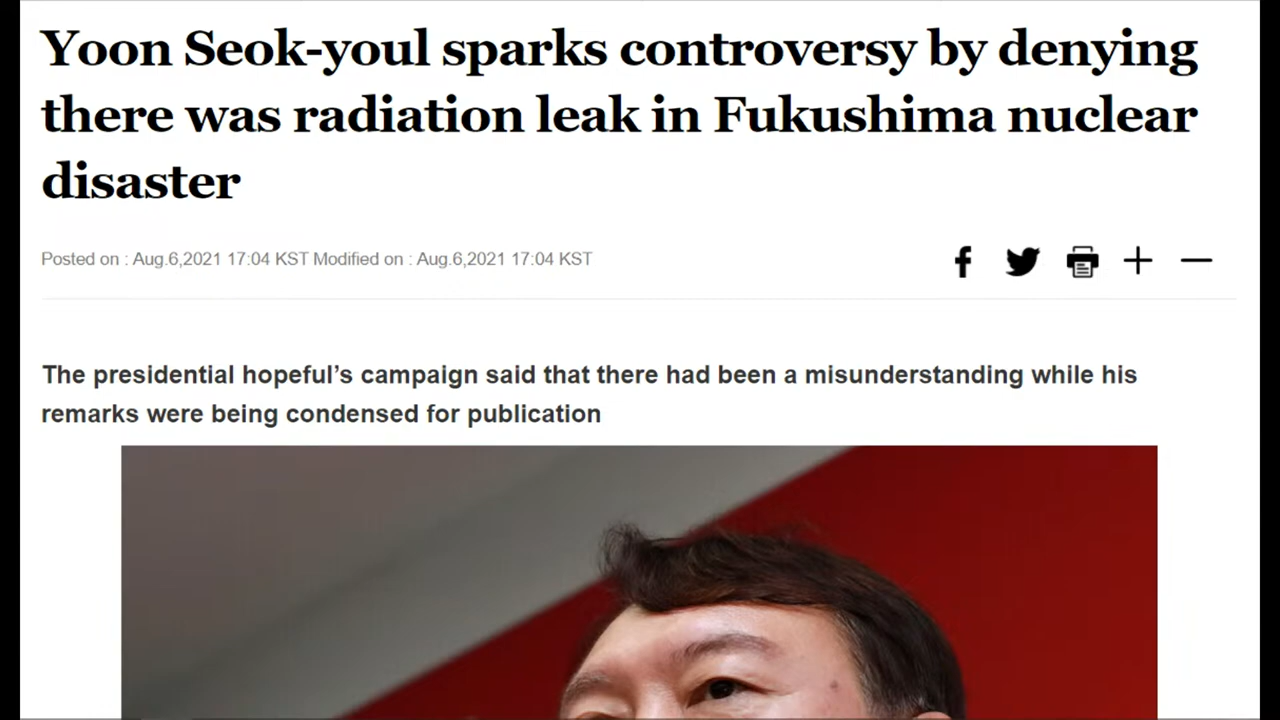 Yoon Seok-youl sparks controversy by denying
there was radiation leak in Fukushima nuclear
disaster
Posted on : Aug.6,2021 17:04 KST Modified on : Aug.6,2021 17:04 KST
The presidential hopeful’s campaign said that there had been a misunderstanding while his
remarks were being condensed for publication